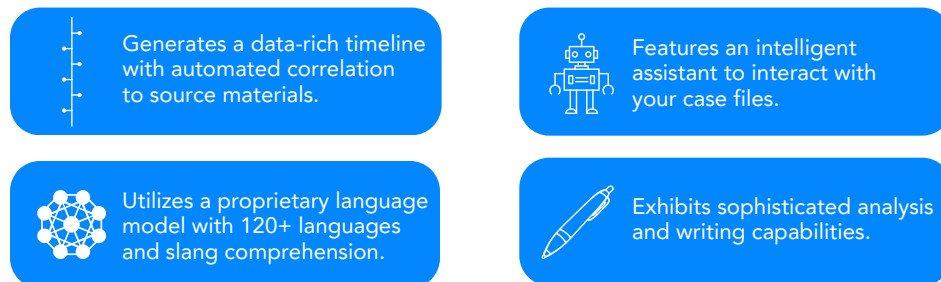 Generates a data-rich timeline
with automated correlation
to source materials.
Features an intelligent
assistant to interact with
your case files.
Utilizes a proprietary language
model with 120+ languages
and slang comprehension.
Exhibits sophisticated analysis
and writing capabilities.